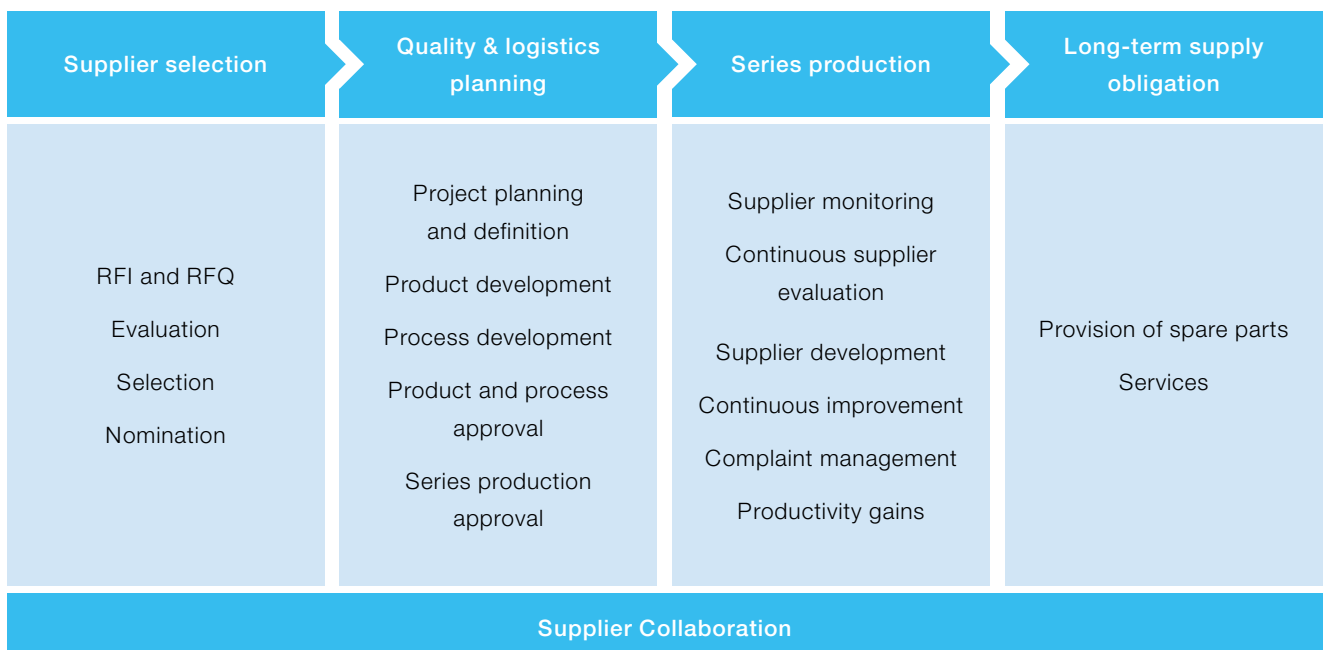 Supplier selection
Quality & logistics
planning
Series production
Long-term supply
obligation
RFI and RFQ
Evaluation
Selection
Nomination
Project planning
and definition
Product development
Process development
Product and process
approval
Series production
approval
Supplier monitoring
Continuous supplier
evaluation
Supplier development
Continuous improvement
Complaint management
Productivity gains
Provision of spare parts
Services
Supplier Collaboration